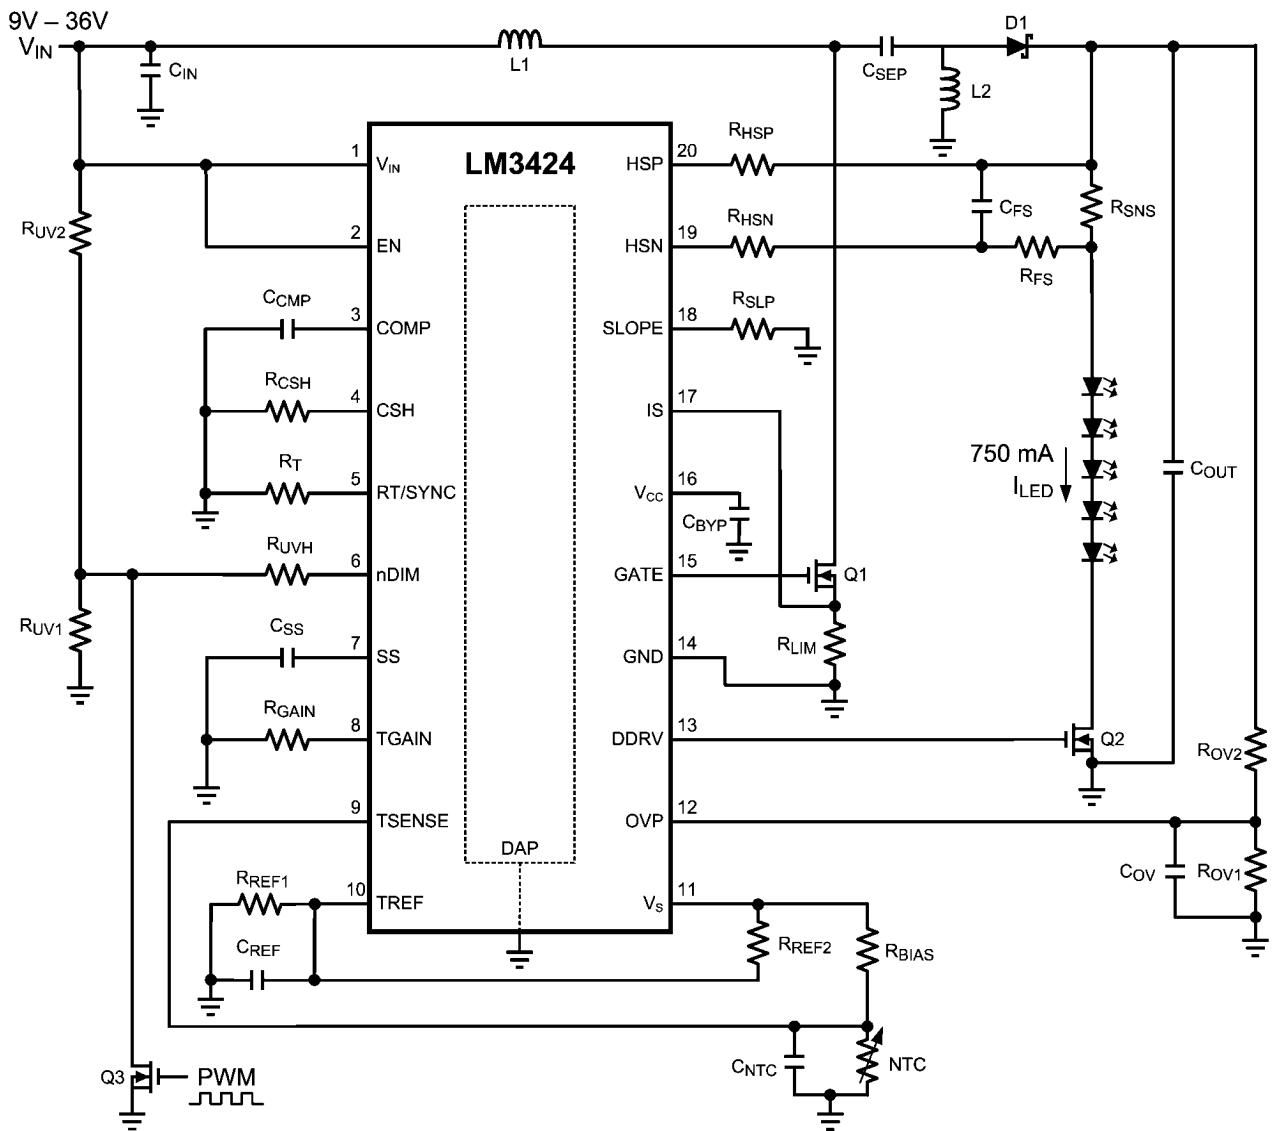 9V – 36V
VIN
CIN
L1
CSEP
D1
L2
LM3424
1
VIN
HSP
20
RHSP
RUV2
2
EN
HSN
19
RHSN
CFS
RSNS
RFS
CCMP
3
COMP
SLOPE
18
RSLP
RCSH
4
CSH
IS
17
RT
5
RT/SYNC
VCC
16
CBYP
750 mA
ILED
COUT
RUVH
6
nDIM
GATE
15
Q1
RUV1
CSS
7
SS
GND
14
RLIM
RGAIN
8
TGAIN
DDRV
13
Q2
ROV2
9
TSENSE
OVP
12
DAP
COV
ROV1
RREF1
10
TREF
VS
11
CREF
RREF2
RBIAS
CNTC
NTC
Q3
PWM